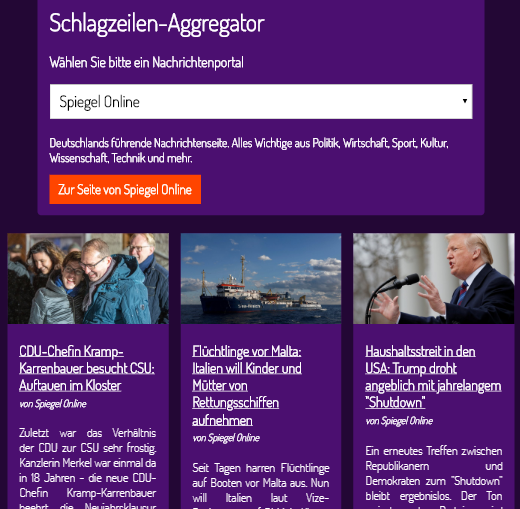 Schlagzeilen-Aggregator
Wählen Sie bitte ein Nachrichtenportal
Spiegel Online
Deutschlands führende Nachrichtenseite. Alles Wichtige aus Politik, Wirtschaft, Sport, Kultur,
Wissenschaft, Technik und mehr.
Zur Seite von Spiegel Online
CDU-Chefin Kramp-
Karrenbauer besucht CSU:
Auftauen im Kloster
von Spiegel Online
Zuletzt war das Verhältnis
der CDU zur CSU sehr frostig.
Kanzlerin Merkel war einmal da
in 18 Jahren - die neue CDU-
Chefin Kramp-Karrenbauer
beehrt die Neujahrsklausur
Flüchtlinge vor Malta:
Italien will Kinder und
Mütter von
Rettungsschiffen
aufnehmen
von Spiegel Online
Seit Tagen harren Flüchtlinge
auf Booten vor Malta aus. Nun
will Italien laut Vize-
Haushaltsstreit in den
USA: Trump droht
angeblich mit jahrelangem
"Shutdown"
von Spiegel Online
Ein erneutes Treffen zwischen
Republikanern und
Demokraten zum "Shutdown"
bleibt ergebnislos. Der Ton